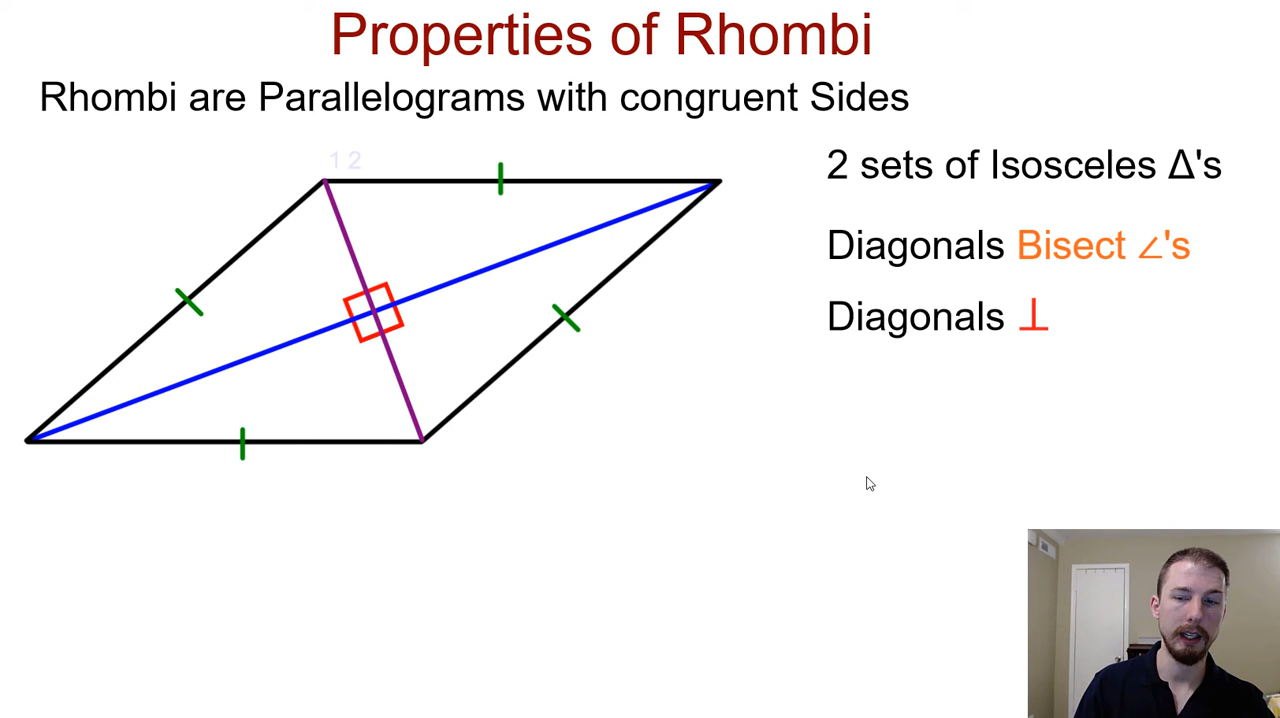 Properties of Rhombi
Rhombi are Parallelograms with congruent Sides
1 2
2 sets of Isosceles Δ's
Diagonals Bisect ∠'s
Diagonals ⊥